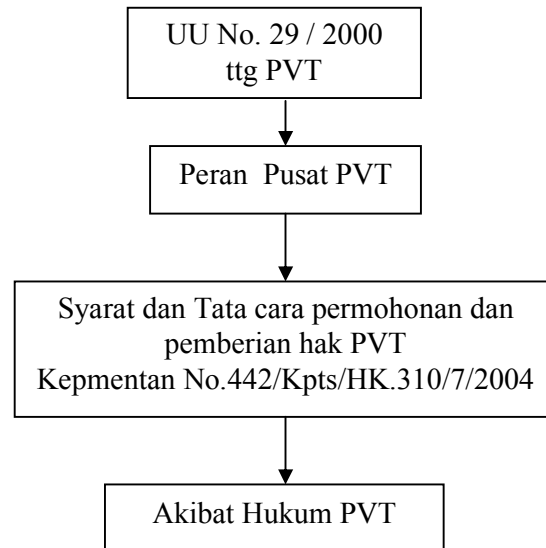 UU No. 29 / 2000
ttg PVT
Peran Pusat PVT
Syarat dan Tata cara permohonan dan
pemberian hak PVT
Kepmentan No.442/Kpts/HK.310/7/2004
Akibat Hukum PVT